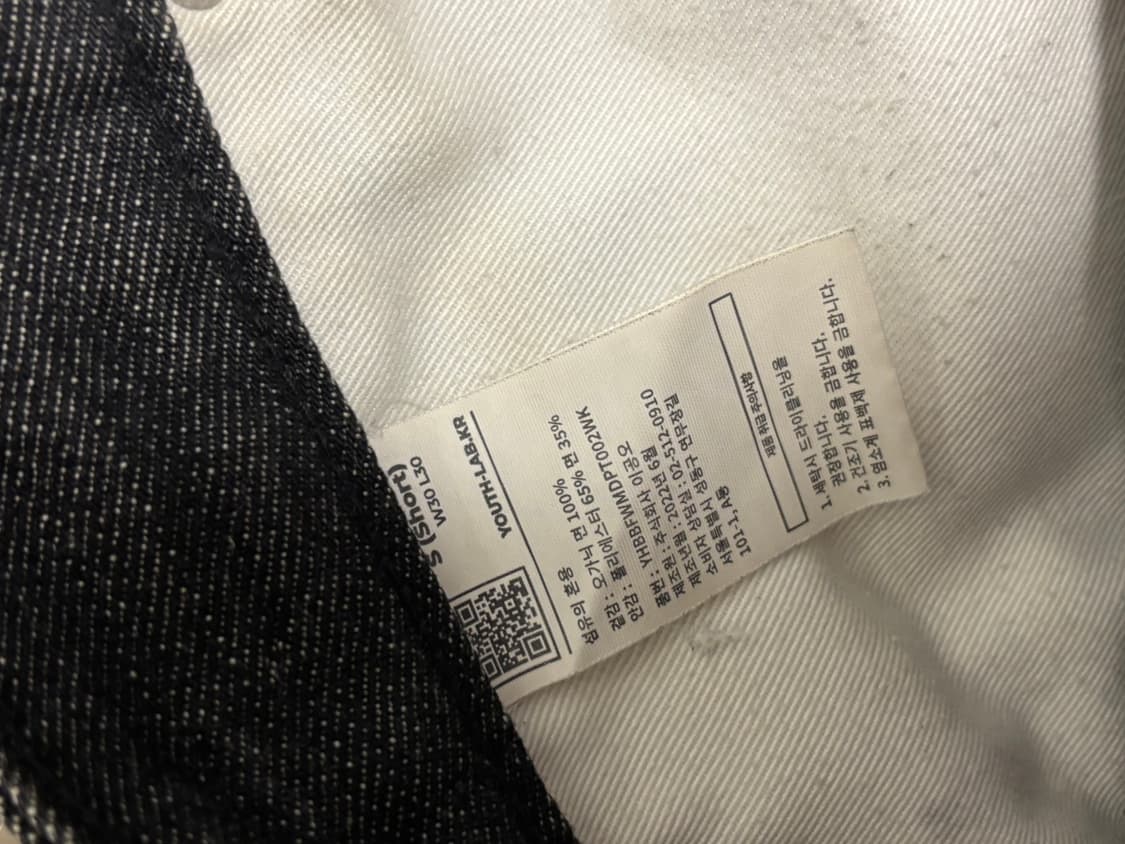 S (Short)
W30 L30
YOUTH-LAB.KR
섬유의 혼용
겉감 : 오가닉 면 100%
안감 : 폴리에스터 65% 면 35%
품번 : YHBBFWMMDPT002WK
제조원 : 주식회사 이공오
제조년월 : 2022년 6월
소비자 상담실 : 02-512-0910
서울특별시 성동구 연무장길
101-1, A동
제품 취급 주의사항
1. 세탁시 드라이클리닝을
권장합니다.
2. 건조기 사용을 금합니다.
3. 염소계 표백제 사용을 금합니다.